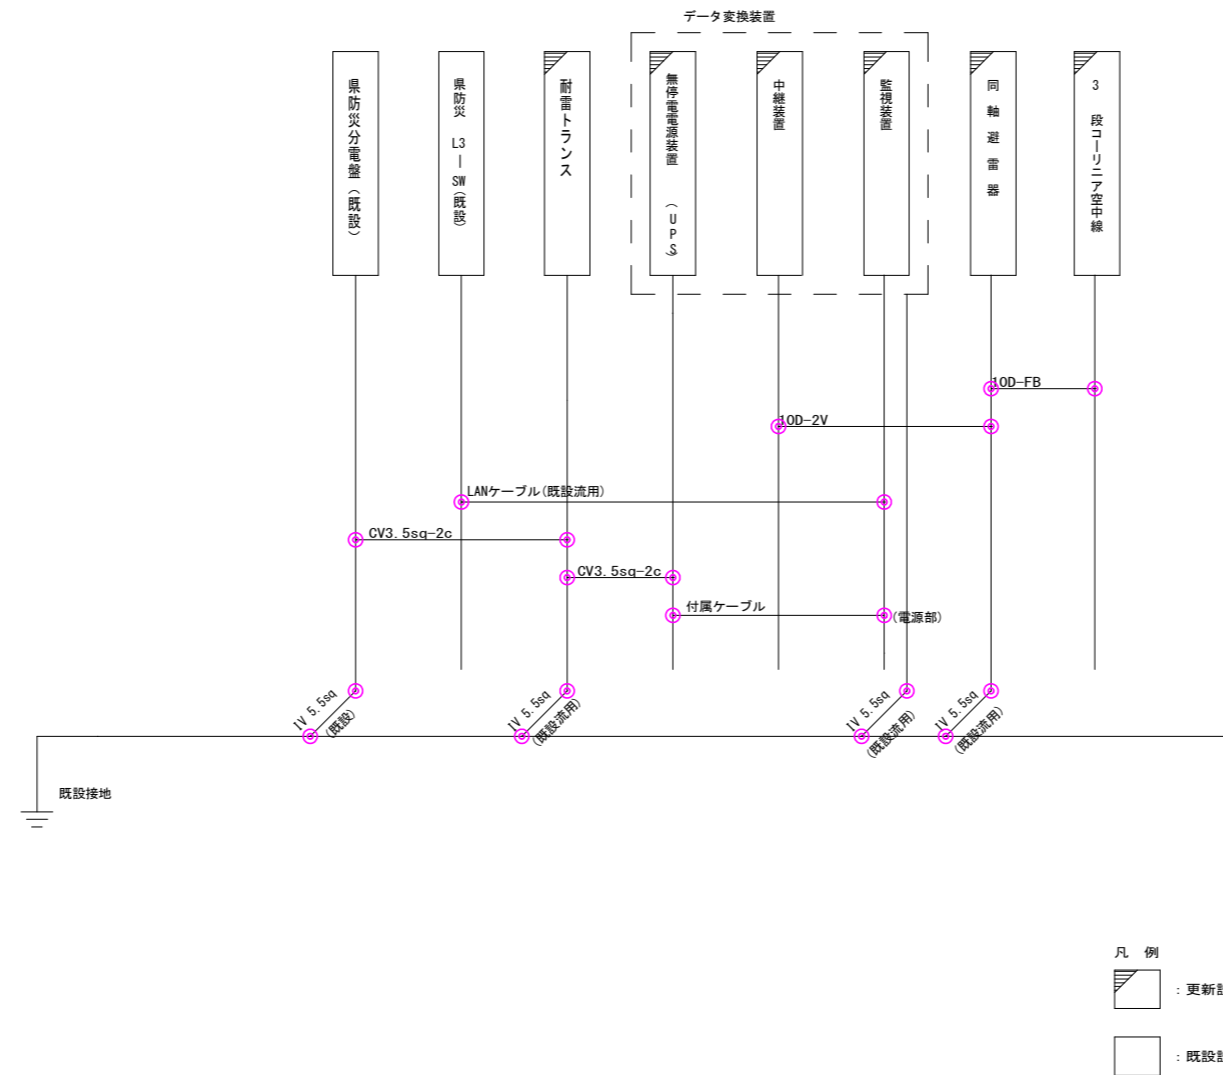 データ変換装置
県防災分電盤(既設)
県防災 L3-SW(既設)
耐雷トランス
無停電電源装置 (UPS)
中継装置
監視装置
同軸避雷器
3 段コーリニア空中線
10D-FB
10D-2V
LANケーブル(既設流用)
CV3.5sq-2c
CV3.5sq-2c
付属ケーブル
(電源部)
IV 5.5sq
(既設)
IV 5.5sq
(既設流用)
IV 5.5sq
(既設流用)
IV 5.5sq
(既設流用)
既設接地
凡 例
:更新
:既設